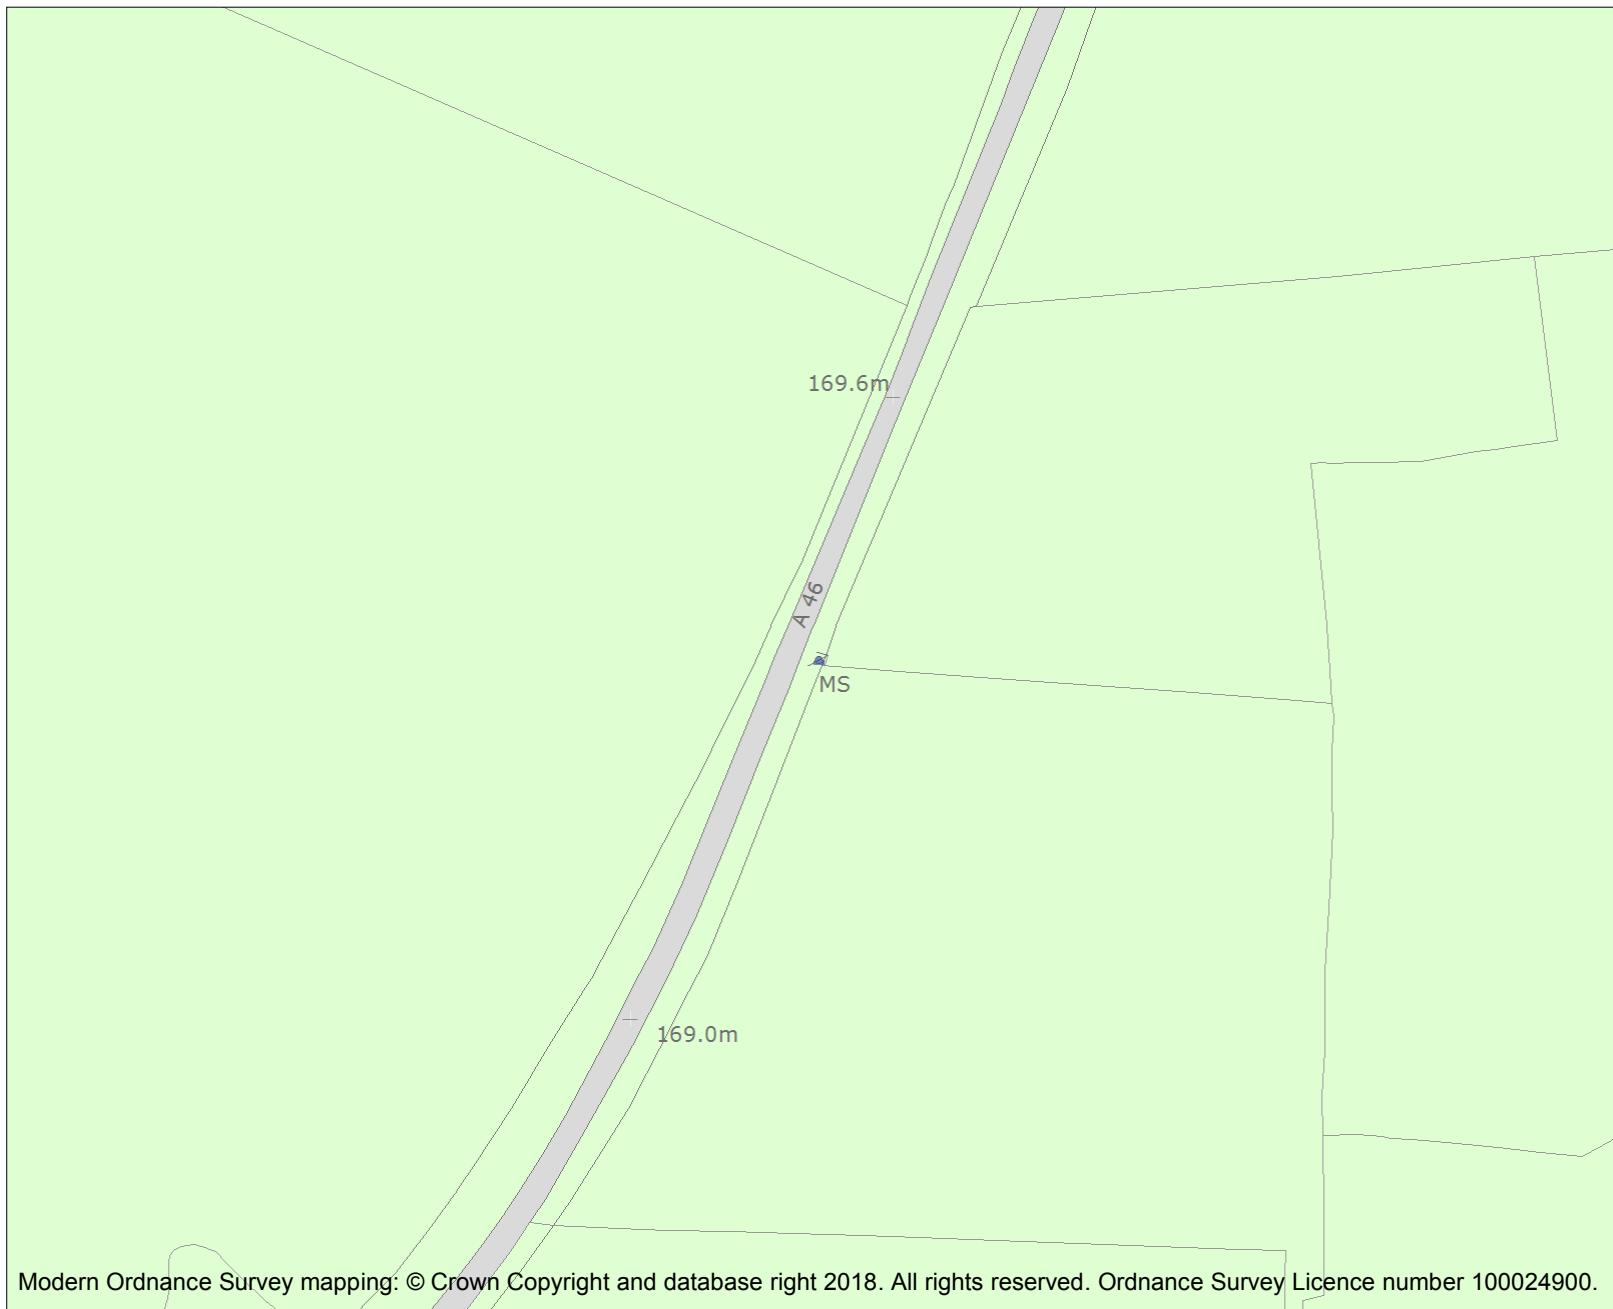 169.6m
A 46
MS
169.0m
Modern Ordnance Survey mapping: © Crown Copyright and database right 2018. All rights reserved. Ordnance Survey Licence number 100024900.